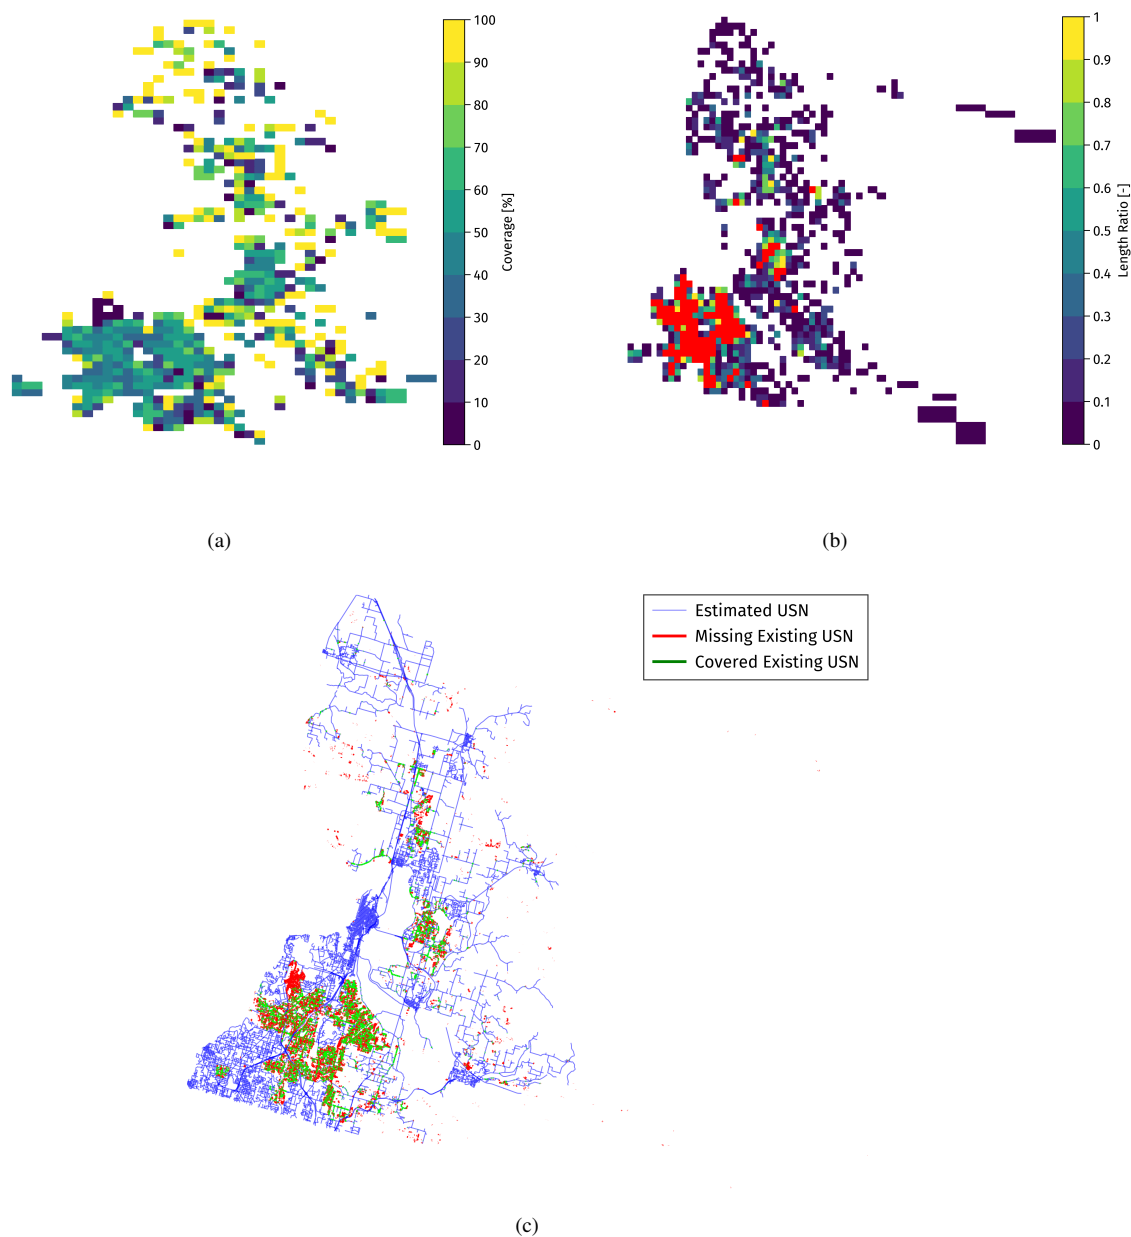 100
90
80
70
60
50
40
30
20
10
0
Coverage [%]
1
0.9
0.8
0.7
0.6
0.5
0.4
0.3
0.2
0.1
0
Length Ratio [-]
(a)
(b)
Estimated USN
Missing Existing USN
Covered Existing USN
(c)